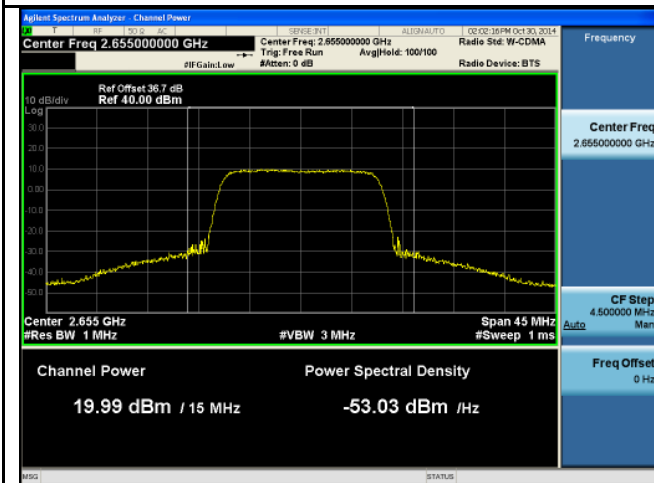 Agilent Spectrum Analyzer - Channel Power
T RF 50 Ω AC SENSE:INT ALIGNAUTO 02:02:16PM Oct 30, 2014
Center Freq 2.655000000 GHz
Center Freq: 2.655000000 GHz
Radio Std: W-CDMA
Trig: Free Run Avg|Hold: 100/100
#IFGain:Low #Atten: 0 dB Radio Device: BTS
Frequency
Ref Offset 36.7 dB
10 dB/div Ref 40.00 dBm
Log
30.0
20.0
10.0
0.00
-10.0
-20.0
-30.0
-40.0
-50.0
Center 2.655 GHz Span 45 MHz
#Res BW 1 MHz #VBW 3 MHz #Sweep 1 ms
Channel Power Power Spectral Density
19.99 dBm / 15 MHz -53.03 dBm /Hz
Center Freq
2.655000000 GHz
CF Step
4.500000 MHz
Auto Man
Freq Offset
0 Hz
MSG STATUS